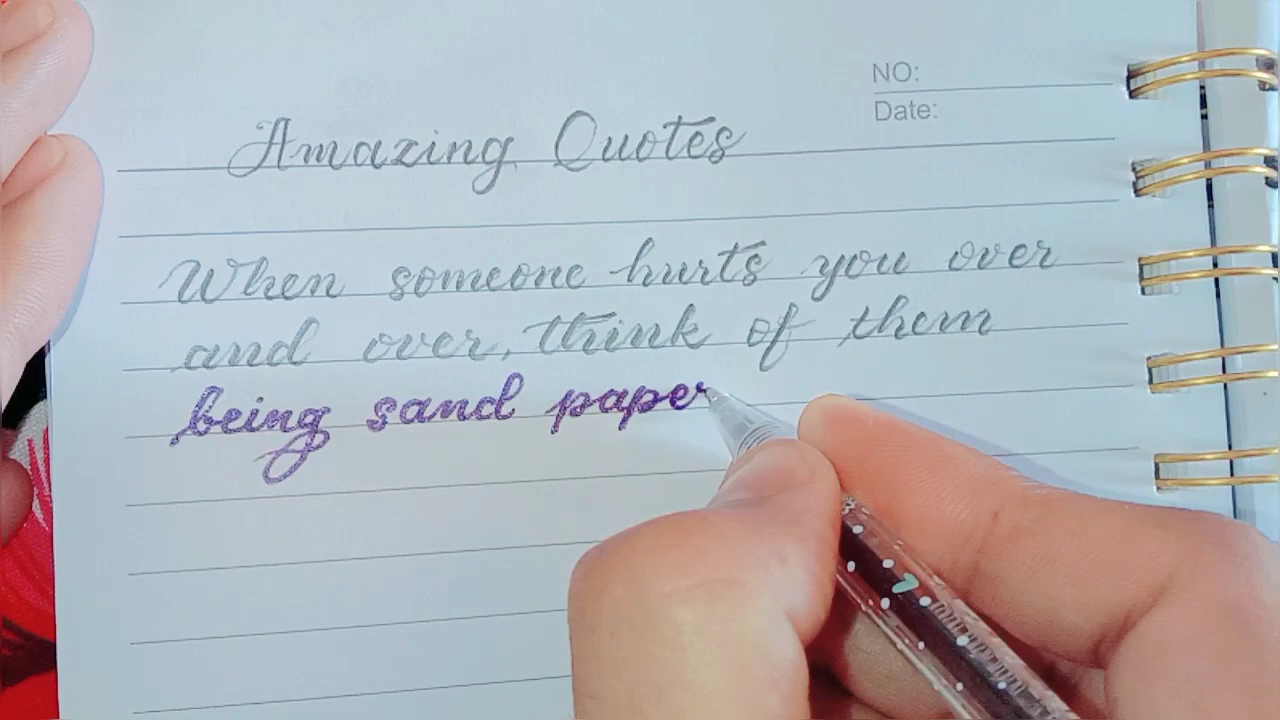 NO:
Date:
Amazing Quotes
When someone hurts you over
and over, think of them
being sand paper